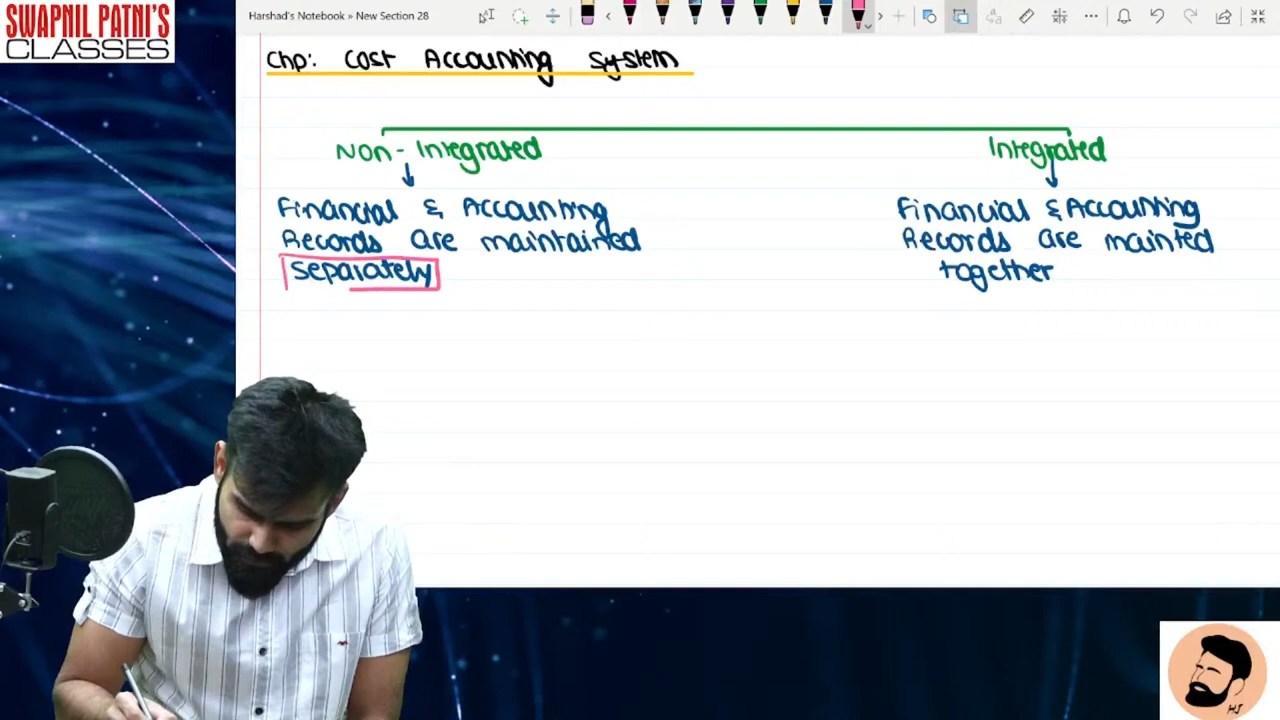 SWAPNIL PATNI'S
CLASSES
Harshad's Notebook » New Section 28
Chp: Cost Accounting System
Non-Integrated
Integrated
Financial & Accounting
Records are maintained
separately
Financial & Accounting
Records are mainted
together
HJ